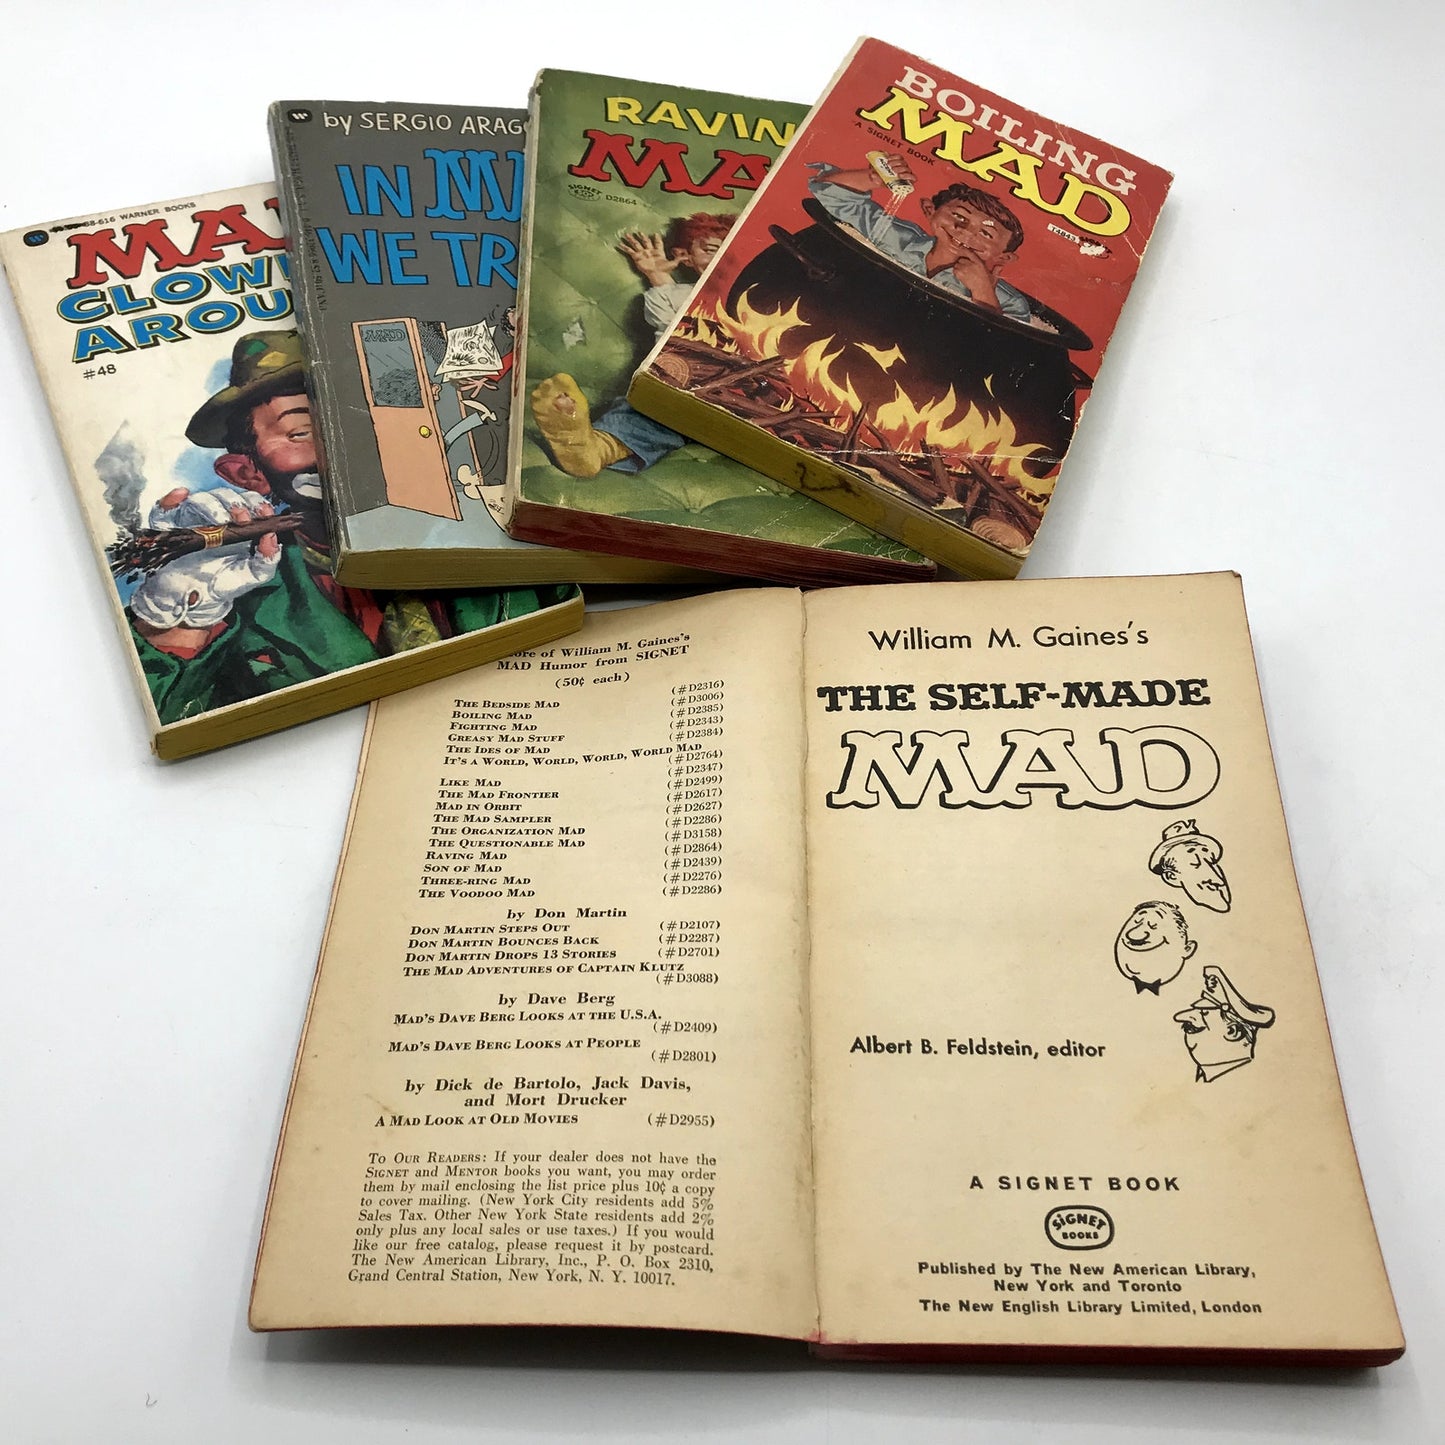 88-616 WARNER BOOKS
MA
CLOW
AROU
#48
by SERGIO ARAG
IN M
WE TR
MAD
RAVIN
MA
SIGNET
D2864
BOILING
MAD
A SIGNET BOOK
T4843
ore of William M. Gaines's
MAD Humor from SIGNET
(50¢ each)
(#D2316)
THE BEDSIDE MAD (#D3006)
BOILING MAD (#D2385)
FIGHTING MAD (#D2343)
GREASY MAD STUFF (#D2384)
THE IDES OF MAD
IT'S A WORLD, WORLD, WORLD, WORLD MAD
(#D2764)
LIKE MAD (#D2347)
THE MAD FRONTIER (#D2499)
MAD IN ORBIT (#D2617)
THE MAD SAMPLER (#D2627)
THE ORGANIZATION MAD (#D2286)
THE QUESTIONABLE MAD (#D3158)
RAVING MAD (#D2864)
SON OF MAD (#D2439)
THREE-RING MAD (#D2276)
THE VOODOO MAD (#D2286)
by Don Martin
DON MARTIN STEPS OUT (#D2107)
DON MARTIN BOUNCES BACK (#D2287)
DON MARTIN DROPS 13 STORIES (#D2701)
THE MAD ADVENTURES OF CAPTAIN KLUTZ
(#D3088)
by Dave Berg
MAD'S DAVE BERG LOOKS AT THE U.S.A.
(#D2409)
MAD'S DAVE BERG LOOKS AT PEOPLE
(#D2801)
by Dick de Bartolo, Jack Davis,
and Mort Drucker
A MAD LOOK AT OLD MOVIES (#D2955)
TO OUR READERS: If your dealer does not have the
SIGNET and MENTOR books you want, you may order
them by mail enclosing the list price plus 10¢ a copy
to cover mailing. (New York City residents add 5%
Sales Tax. Other New York State residents add 2%
only plus any local sales or use taxes.) If you would
like our free catalog, please request it by postcard.
The New American Library, Inc., P. O. Box 2310,
Grand Central Station, New York, N. Y. 10017.
William M. Gaines's
THE SELF-MADE
MAD
Albert B. Feldstein, editor
A SIGNET BOOK
SIGNET
BOOKS
Published by The New American Library,
New York and Toronto
The New English Library Limited, London